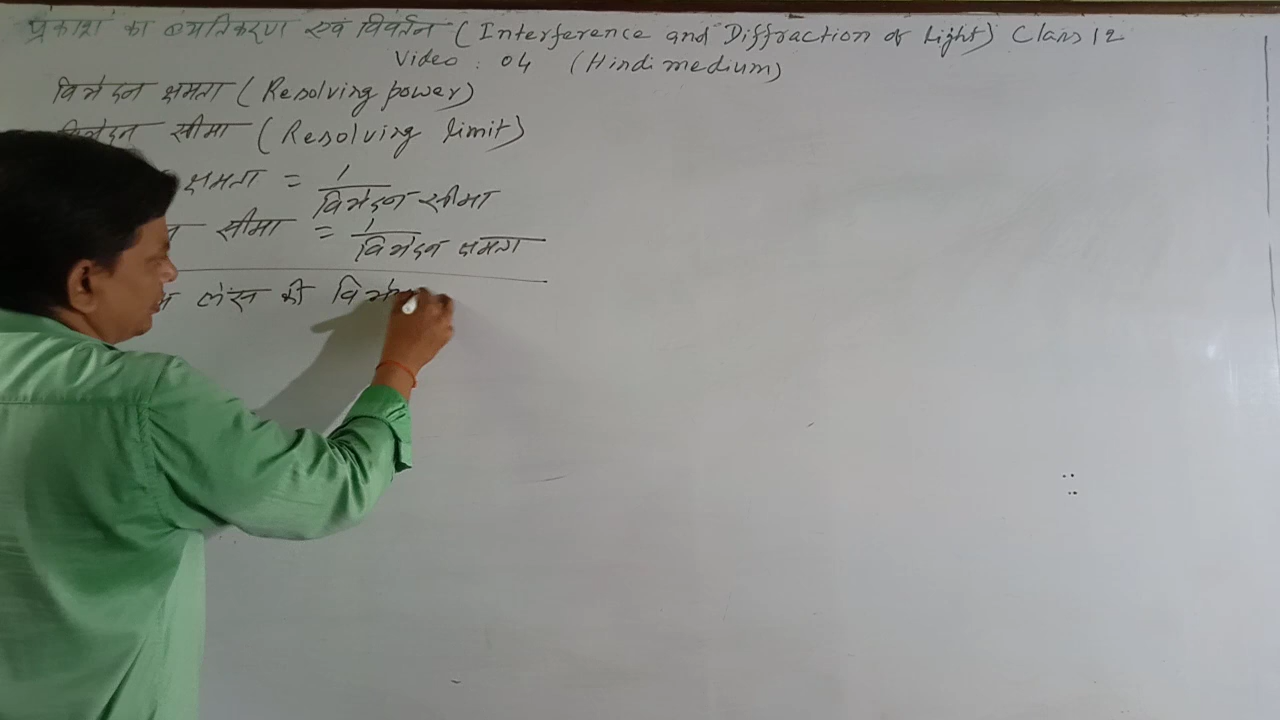 प्रकाश का व्यतिकरण एवं विवर्तन (Interference and Diffraction of Light) Class 12
Video : 04 (Hindi medium)
विभेदन क्षमता (Resolving power)
विभेदन सीमा (Resolving limit)
क्षमता = 1 / विभेदन सीमा
सीमा = 1 / विभेदन क्षमता
लेंस की